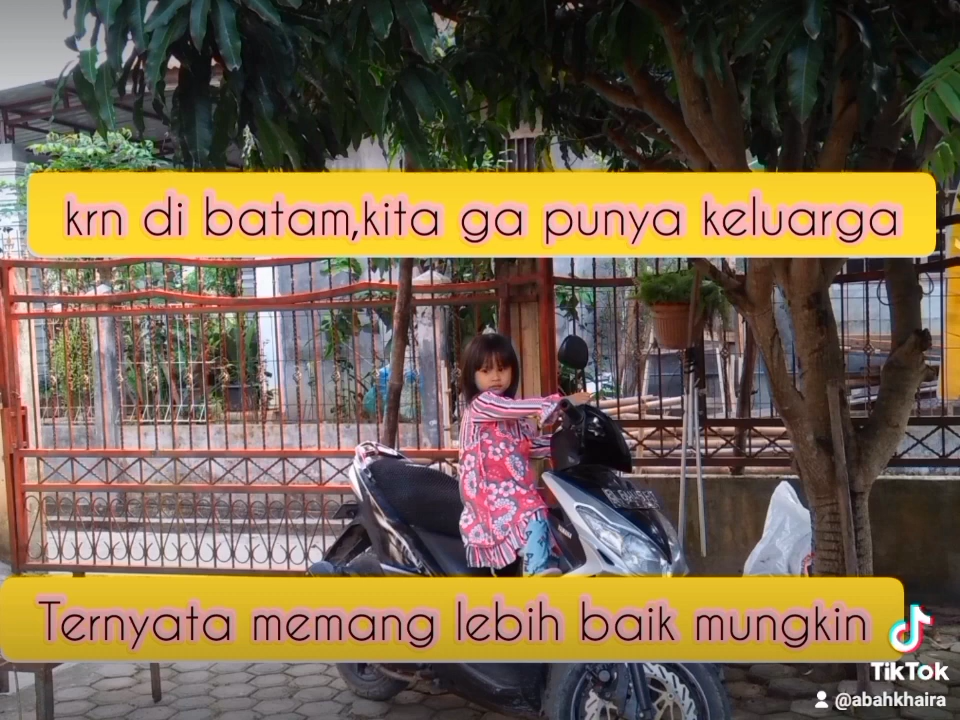 krn di batam,kita ga punya keluarga
Ternyata memang lebih baik mungkin
TikTok
@abahkhaira